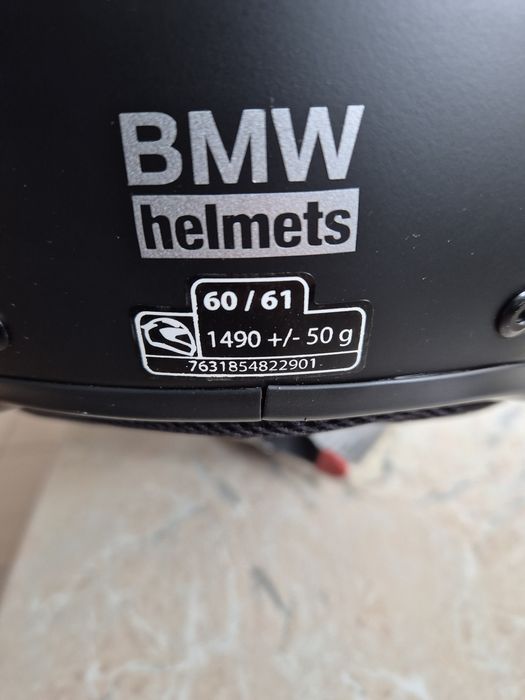 BMW
helmets
60 / 61
1490 +/- 50 g
7631854822901